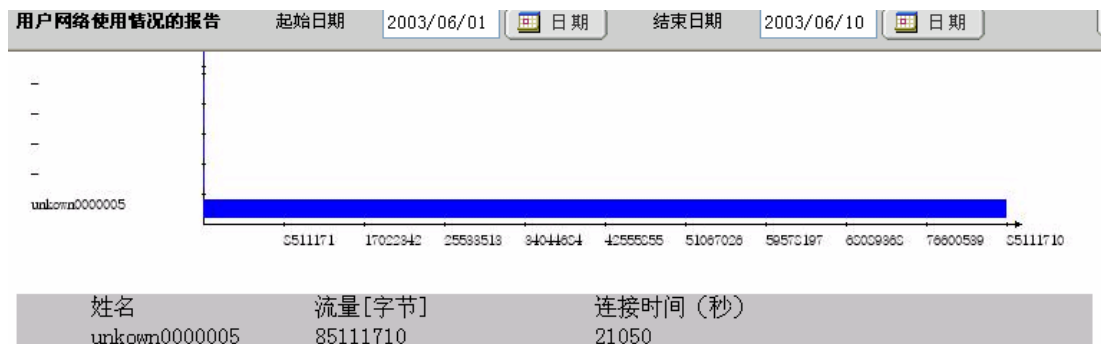 用户网络使用情况的报告 起始日期 2003/06/01 日期 结束日期 2003/06/10 日期
unkown0000005
8511171 17022342 25533513 34044684 42555855 51067026 59578197 68089368 76600539 85111710
姓名 流量[字节] 连接时间（秒）
unkown0000005 85111710 21050